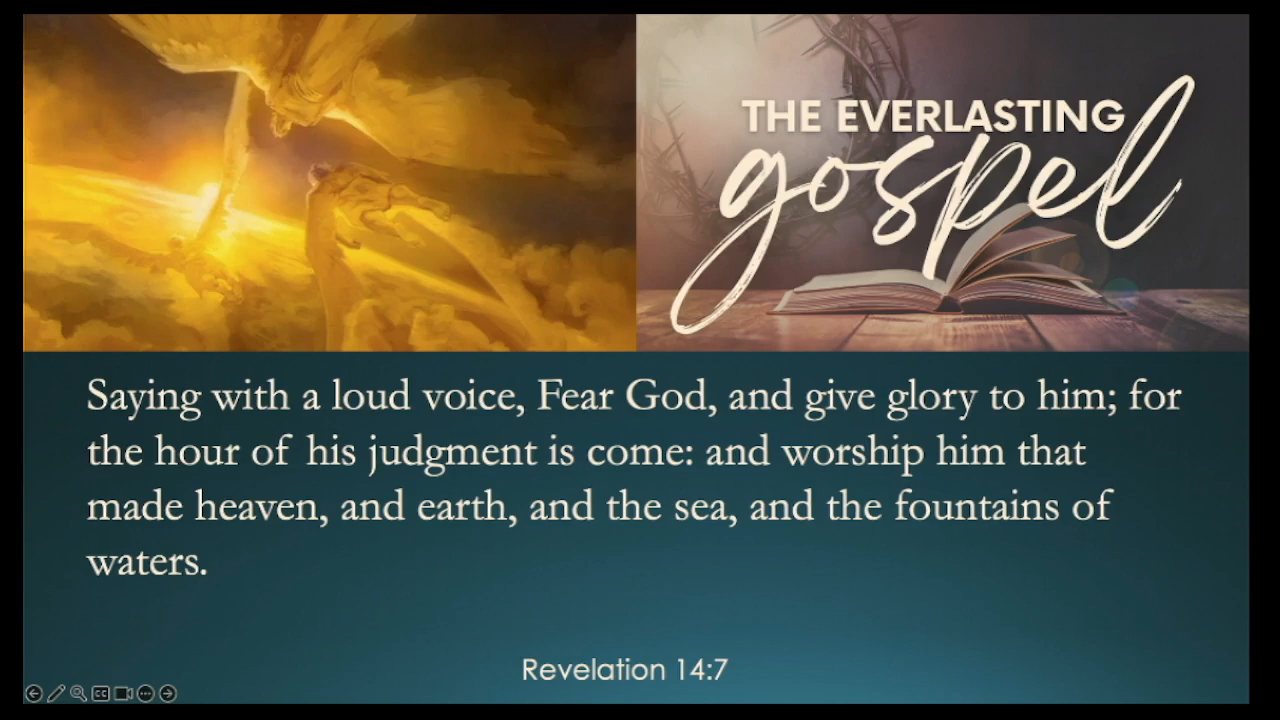 THE EVERLASTING
gospel
Saying with a loud voice, Fear God, and give glory to him; for
the hour of his judgment is come: and worship him that
made heaven, and earth, and the sea, and the fountains of
waters.
Revelation 14:7
CC